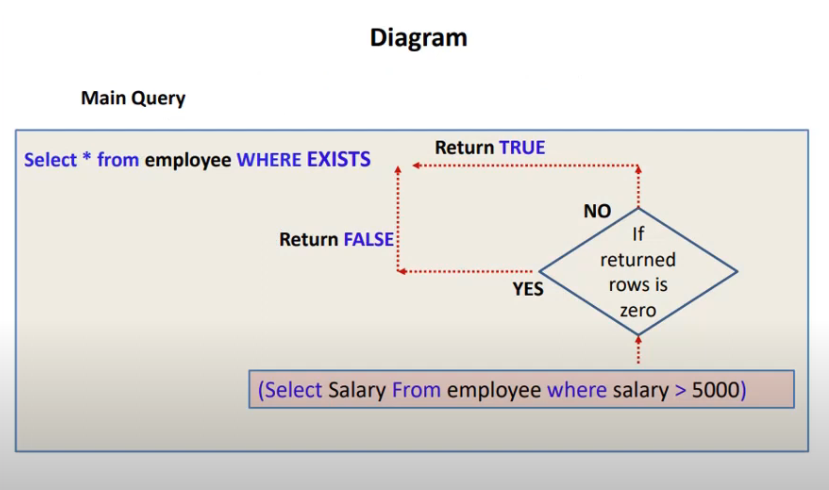 Diagram
Main Query
Select * from employee WHERE EXISTS
Return TRUE
NO
Return FALSE
If
returned
rows is
zero
YES
(Select Salary From employee where salary > 5000)